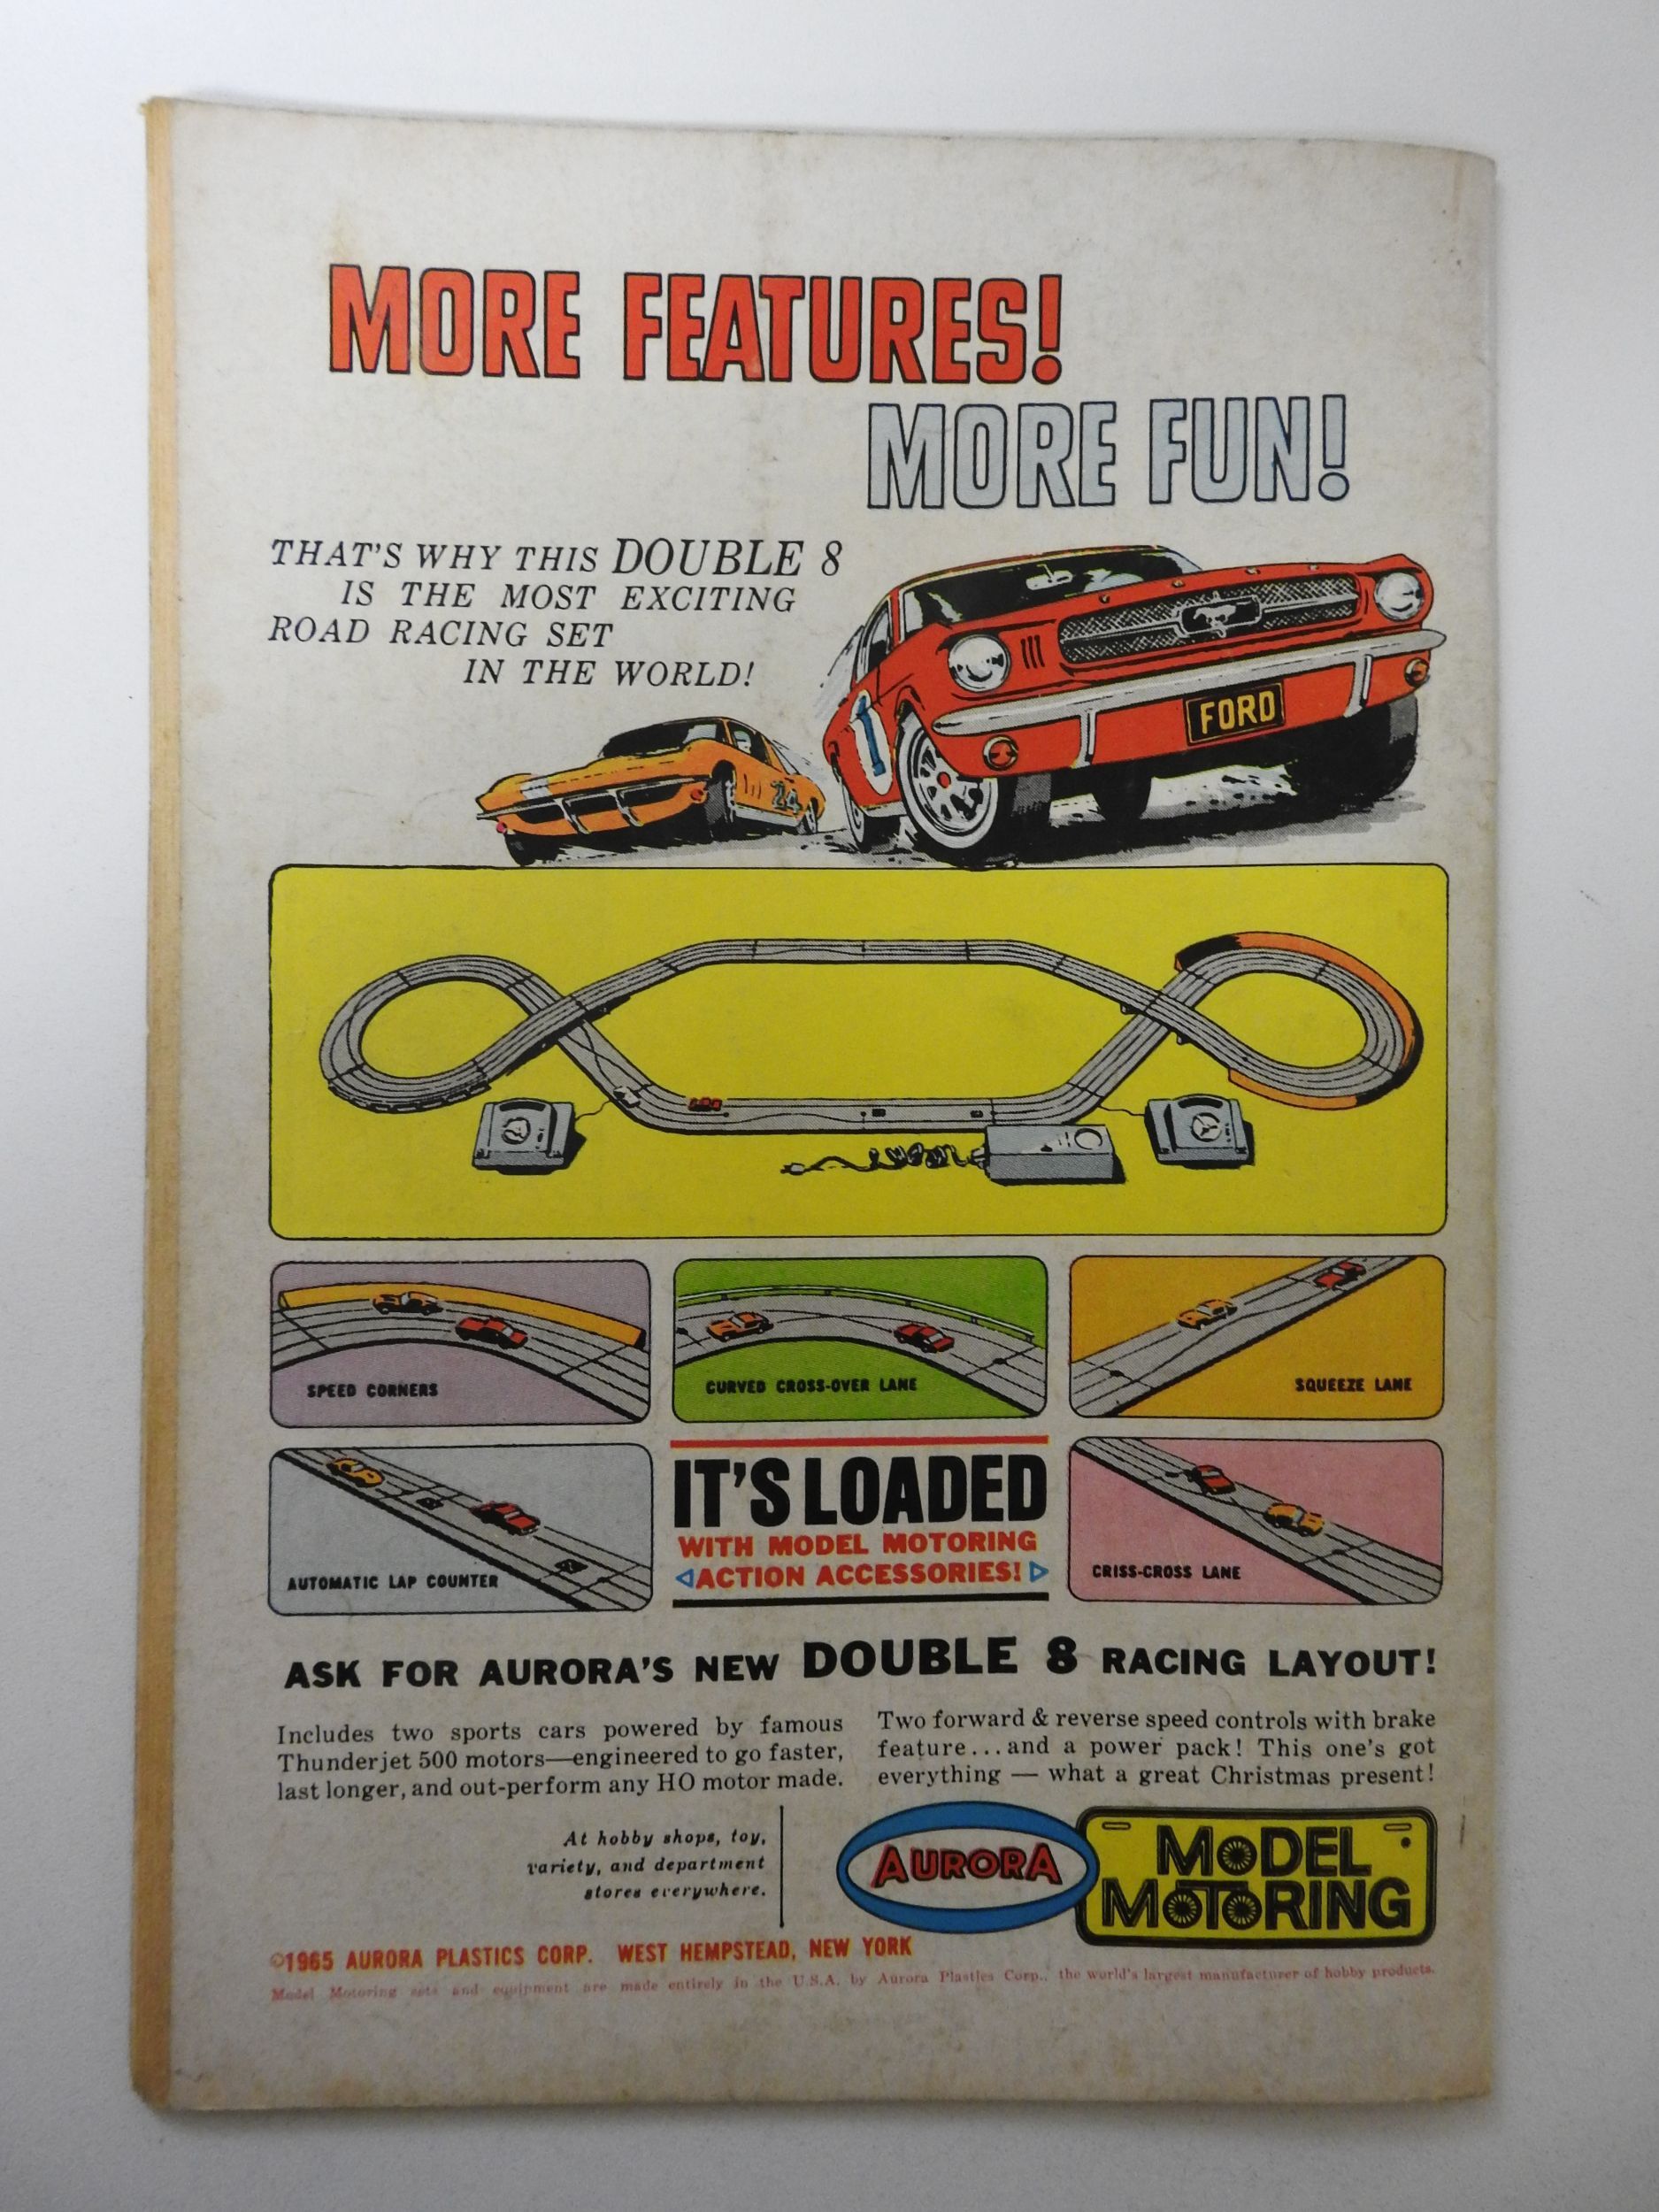 MORE FEATURES!
MORE FUN!
THAT'S WHY THIS DOUBLE 8
IS THE MOST EXCITING
ROAD RACING SET
IN THE WORLD!
FORD
1
24
SPEED CORNERS
CURVED CROSS-OVER LANE
SQUEEZE LANE
AUTOMATIC LAP COUNTER
IT'S LOADED
WITH MODEL MOTORING
ACTION ACCESSORIES!
CRISS-CROSS LANE
ASK FOR AURORA'S NEW DOUBLE 8 RACING LAYOUT!
Includes two sports cars powered by famous
Thunderjet 500 motors—engineered to go faster,
last longer, and out-perform any HO motor made.
Two forward & reverse speed controls with brake
feature...and a power pack! This one's got
everything — what a great Christmas present!
At hobby shops, toy,
variety, and department
stores everywhere.
AURORA
MODEL
MOTORING
©1965 AURORA PLASTICS CORP. WEST HEMPSTEAD, NEW YORK
Model Motoring sets and equipment are made entirely in the U.S.A. by Aurora Plastics Corp., the world's largest manufacturer of hobby products.